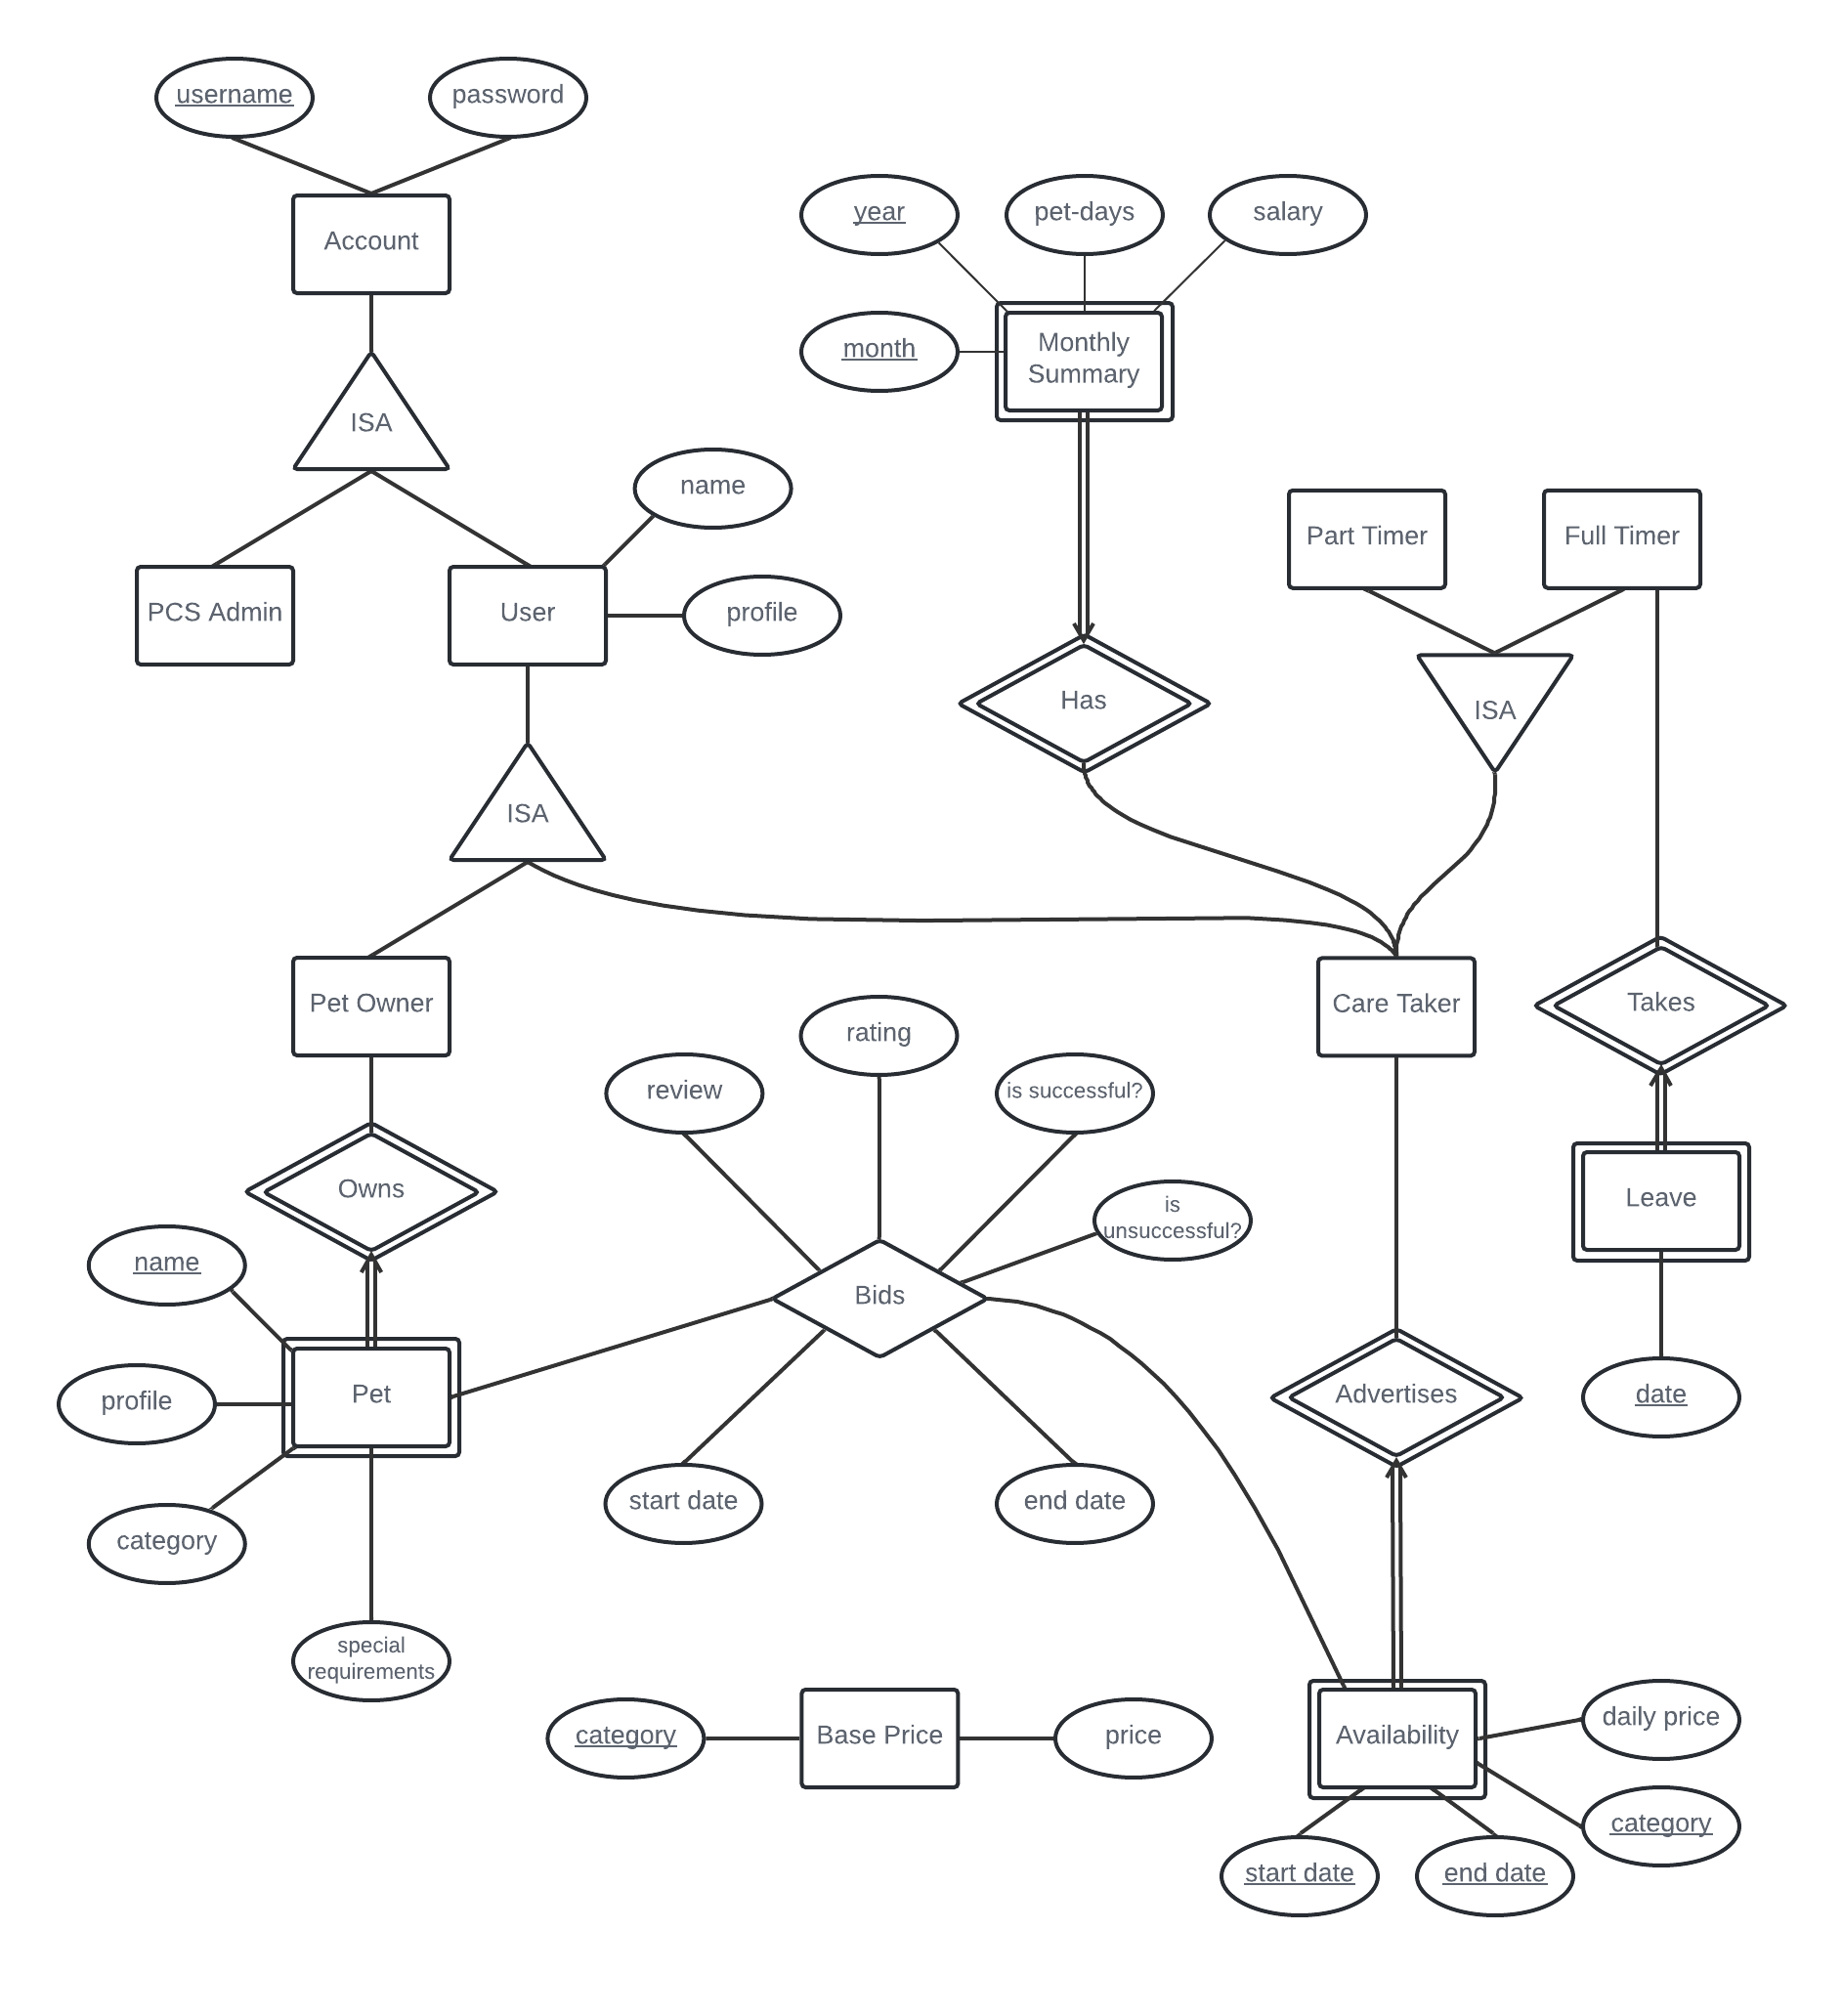 username
password
Account
year
pet-days
salary
month
Monthly
Summary
ISA
name
Part Timer
Full Timer
PCS Admin
User
profile
Has
ISA
ISA
Pet Owner
Care Taker
Takes
rating
review
is successful?
Owns
is
unsuccessful?
Leave
name
Bids
profile
Pet
Advertises
date
category
start date
end date
special
requirements
category
Base Price
price
Availability
daily price
category
start date
end date